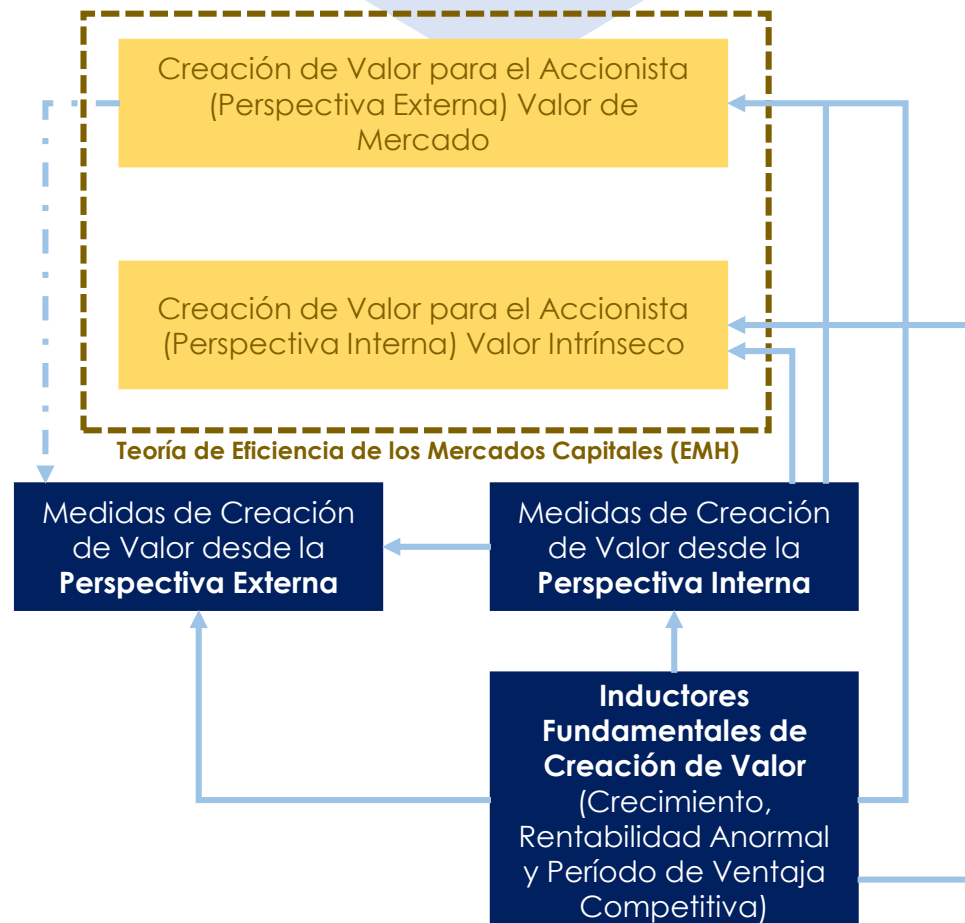 Creación de Valor para el Accionista
(Perspectiva Externa) Valor de
Mercado
Creación de Valor para el Accionista
(Perspectiva Interna) Valor Intrínseco
Teoría de Eficiencia de los Mercados Capitales (EMH)
Medidas de Creación
de Valor desde la
Perspectiva Externa
Medidas de Creación
de Valor desde la
Perspectiva Interna
Inductores
Fundamentales de
Creación de Valor
(Crecimiento,
Rentabilidad Anormal
y Período de Ventaja
Competitiva)